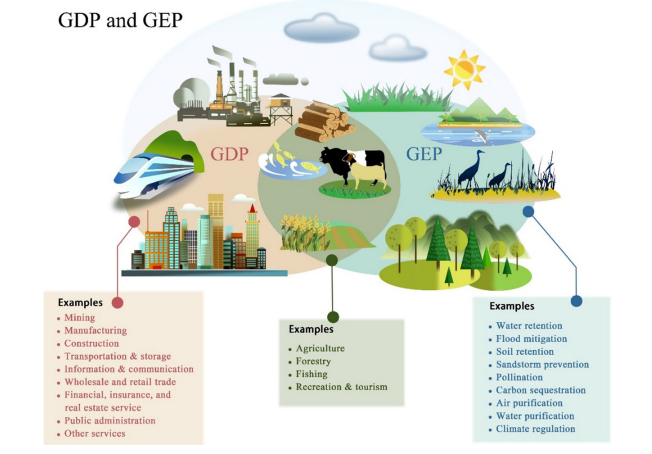 GDP and GEP
GDP
GEP
Examples
• Mining
• Manufacturing
• Construction
• Transportation & storage
• Information & communication
• Wholesale and retail trade
• Financial, insurance, and
real estate service
• Public administration
• Other services
Examples
• Agriculture
• Forestry
• Fishing
• Recreation & tourism
Examples
• Water retention
• Flood mitigation
• Soil retention
• Sandstorm prevention
• Pollination
• Carbon sequestration
• Air purification
• Water purification
• Climate regulation